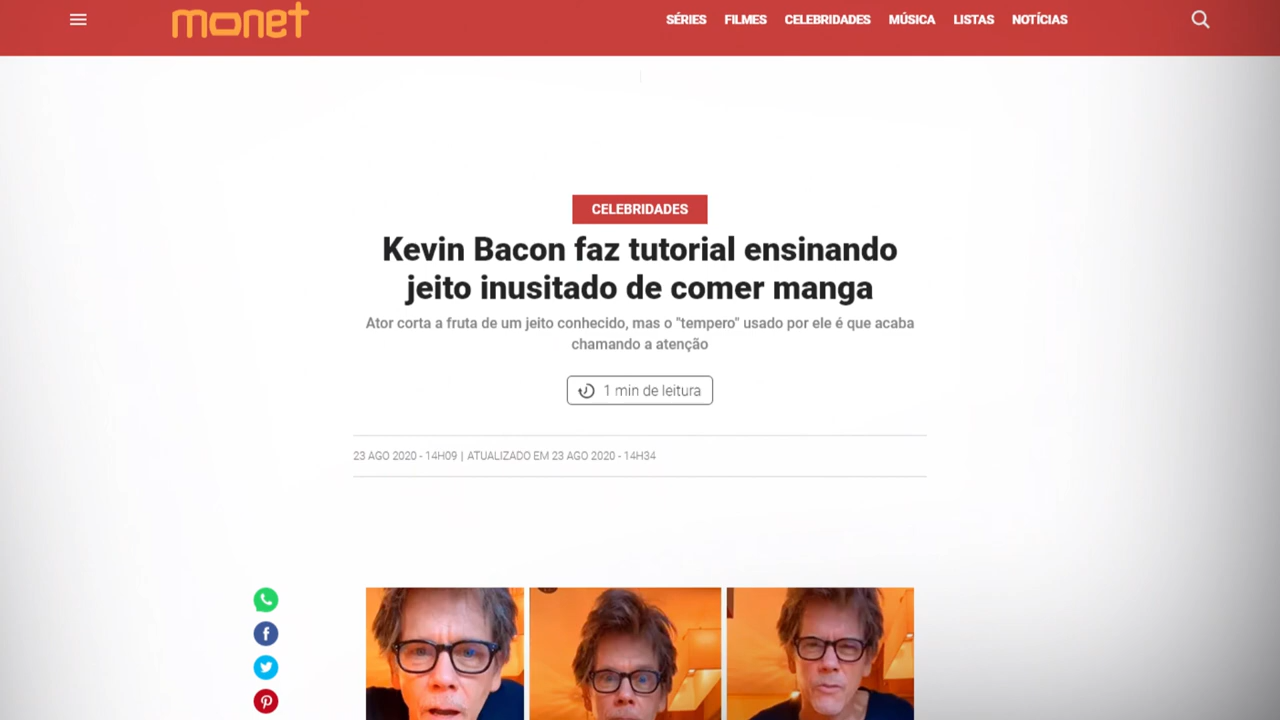 monet
SÉRIES FILMES CELEBRIDADES MÚSICA LISTAS NOTÍCIAS
CELEBRIDADES
Kevin Bacon faz tutorial ensinando
jeito inusitado de comer manga
Ator corta a fruta de um jeito conhecido, mas o "tempero" usado por ele é que acaba
chamando a atenção
1 min de leitura
23 AGO 2020 - 14H09 | ATUALIZADO EM 23 AGO 2020 - 14H34